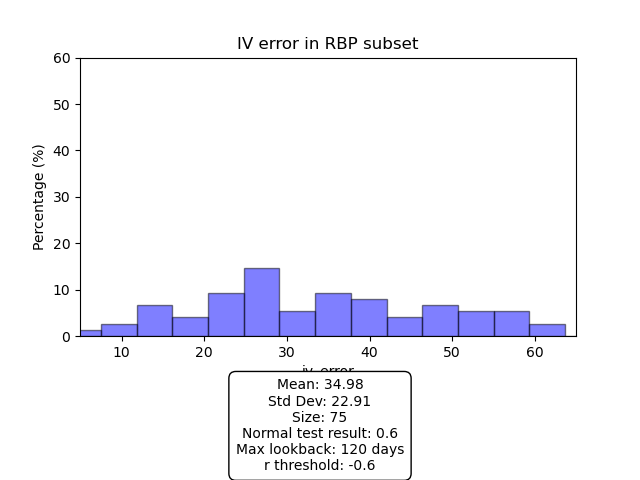 IV error in RBP subset
Percentage (%)
60
50
40
30
20
10
0
10 20 30 40 50 60
iv_error
Mean: 34.98
Std Dev: 22.91
Size: 75
Normal test result: 0.6
Max lookback: 120 days
r threshold: -0.6